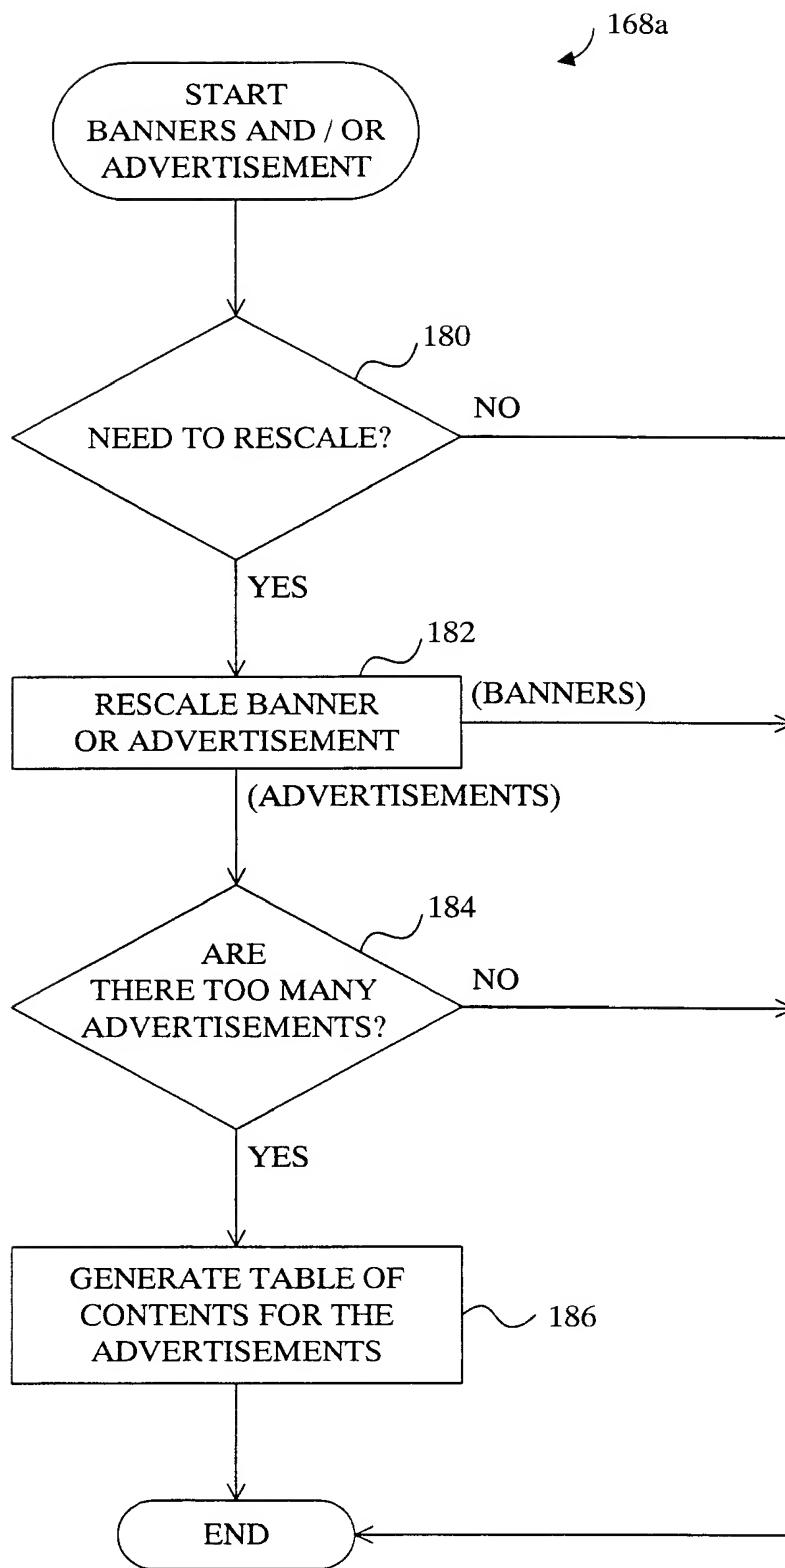 168a
START
BANNERS AND / OR
ADVERTISEMENT
180
NEED TO RESCALE?
NO
YES
182
RESCALE BANNER
OR ADVERTISEMENT
(BANNERS)
(ADVERTISEMENTS)
184
ARE
THERE TOO MANY
ADVERTISEMENTS?
NO
YES
GENERATE TABLE OF
CONTENTS FOR THE
ADVERTISEMENTS
186
END